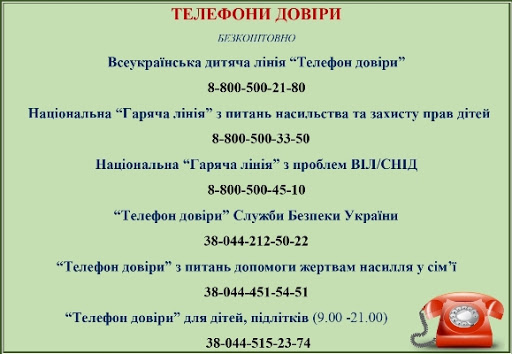 ТЕЛЕФОНИ ДОВІРИ
БЕЗКОШТОВНО
Всеукраїнська дитяча лінія “Телефон довіри”
8-800-500-21-80
Національна “Гаряча лінія” з питань насильства та захисту прав дітей
8-800-500-33-50
Національна “Гаряча лінія” з проблем ВІЛ/СНІД
8-800-500-45-10
“Телефон довіри” Служби Безпеки України
38-044-212-50-22
“Телефон довіри” з питань допомоги жертвам насилля у сім’ї
38-044-451-54-51
“Телефон довіри” для дітей, підлітків (9.00 -21.00)
38-044-515-23-74